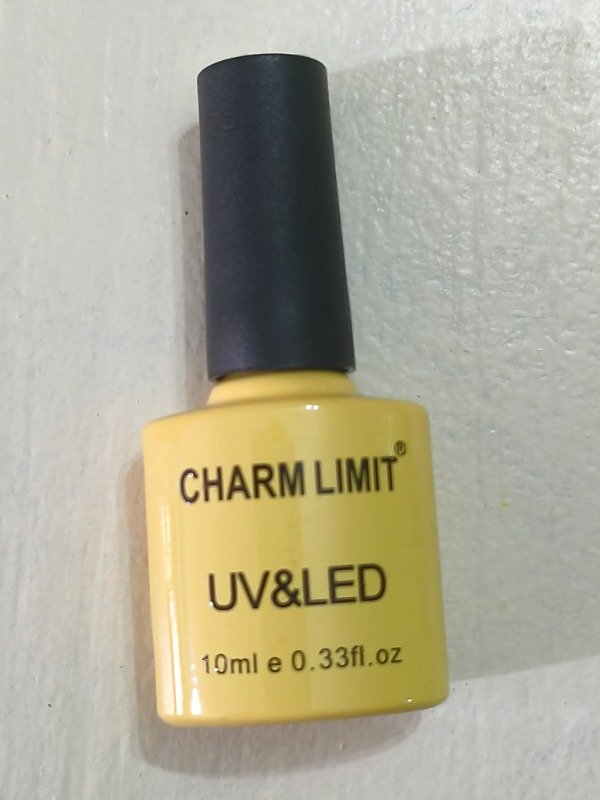 CHARM LIMIT®
UV&LED
10ml e 0.33fl.oz